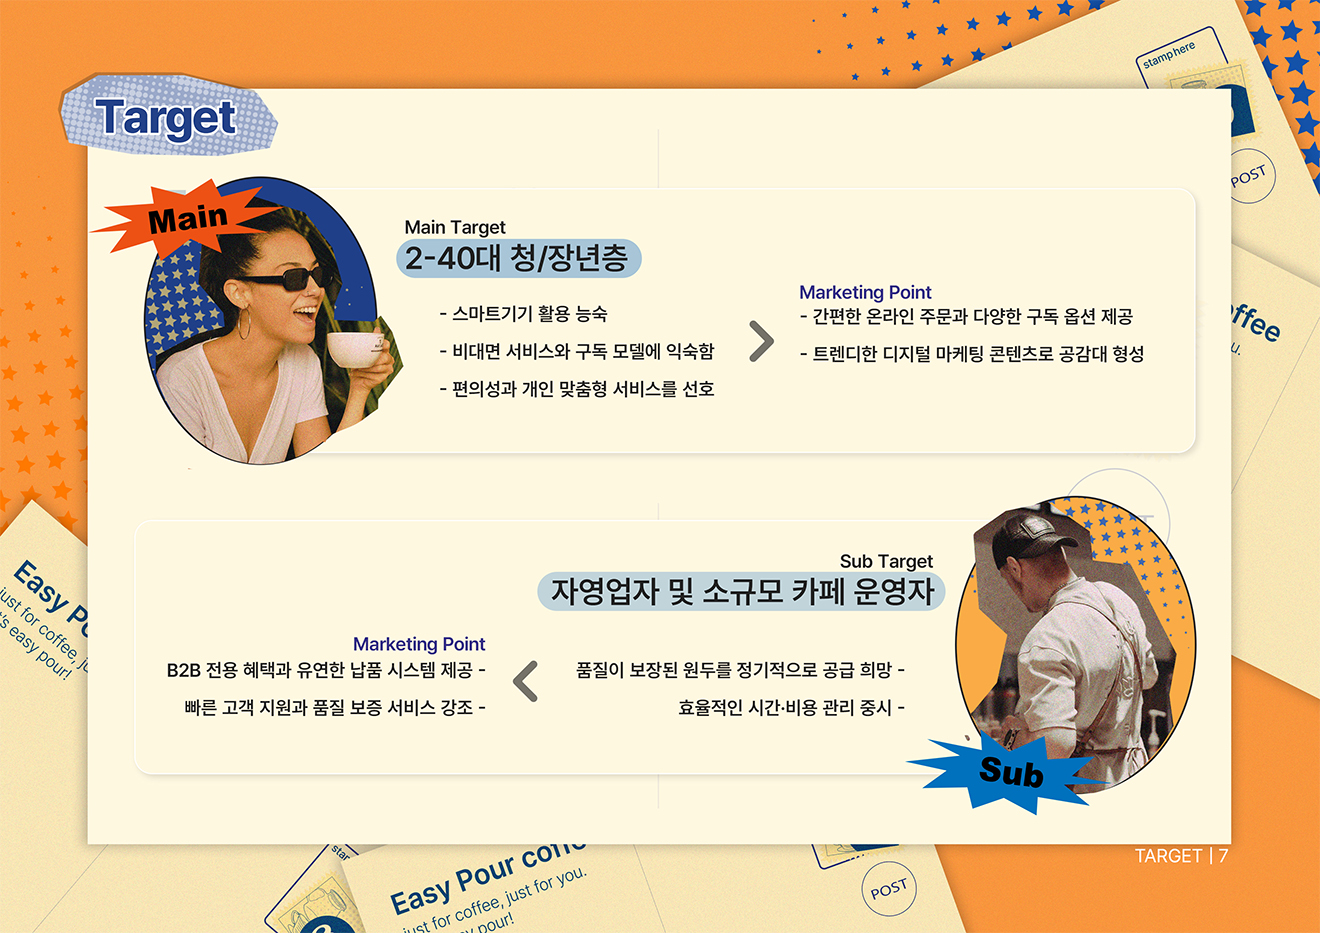 stamp here
Target
POST
Main
Main Target
2-40대 청/장년층
- 스마트기기 활용 능숙
- 비대면 서비스와 구독 모델에 익숙함
- 편의성과 개인 맞춤형 서비스를 선호
Marketing Point
- 간편한 온라인 주문과 다양한 구독 옵션 제공
- 트렌디한 디지털 마케팅 콘텐츠로 공감대 형성
ffee
u.
Sub Target
자영업자 및 소규모 카페 운영자
품질이 보장된 원두를 정기적으로 공급 희망 -
효율적인 시간·비용 관리 중시 -
Marketing Point
B2B 전용 혜택과 유연한 납품 시스템 제공 -
빠른 고객 지원과 품질 보증 서비스 강조 -
Sub
Easy Po
just for coffee, ju
's easy pour!
TARGET | 7
star
Easy Pour coffe
just for coffee, just for you.
y pour!
POST